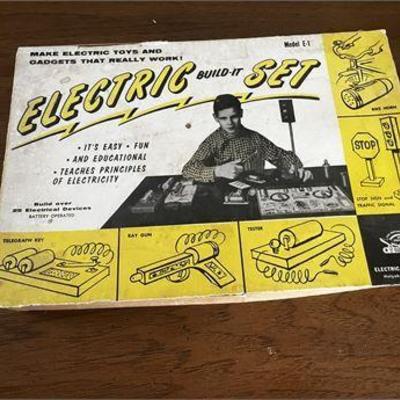 MAKE ELECTRIC TOYS AND
GADGETS THAT REALLY WORK!
Model E-1
ELECTRIC BUILD-IT SET
• IT'S EASY • FUN
• AND EDUCATIONAL
• TEACHES PRINCIPLES
OF ELECTRICITY
Build over
25 Electrical Devices
BATTERY OPERATED
BIKE HORN
STOP
STOP SIGN and
TRAFFIC SIGNAL
TELEGRAPH KEY
RAY GUN
TESTER
ELECTRIC